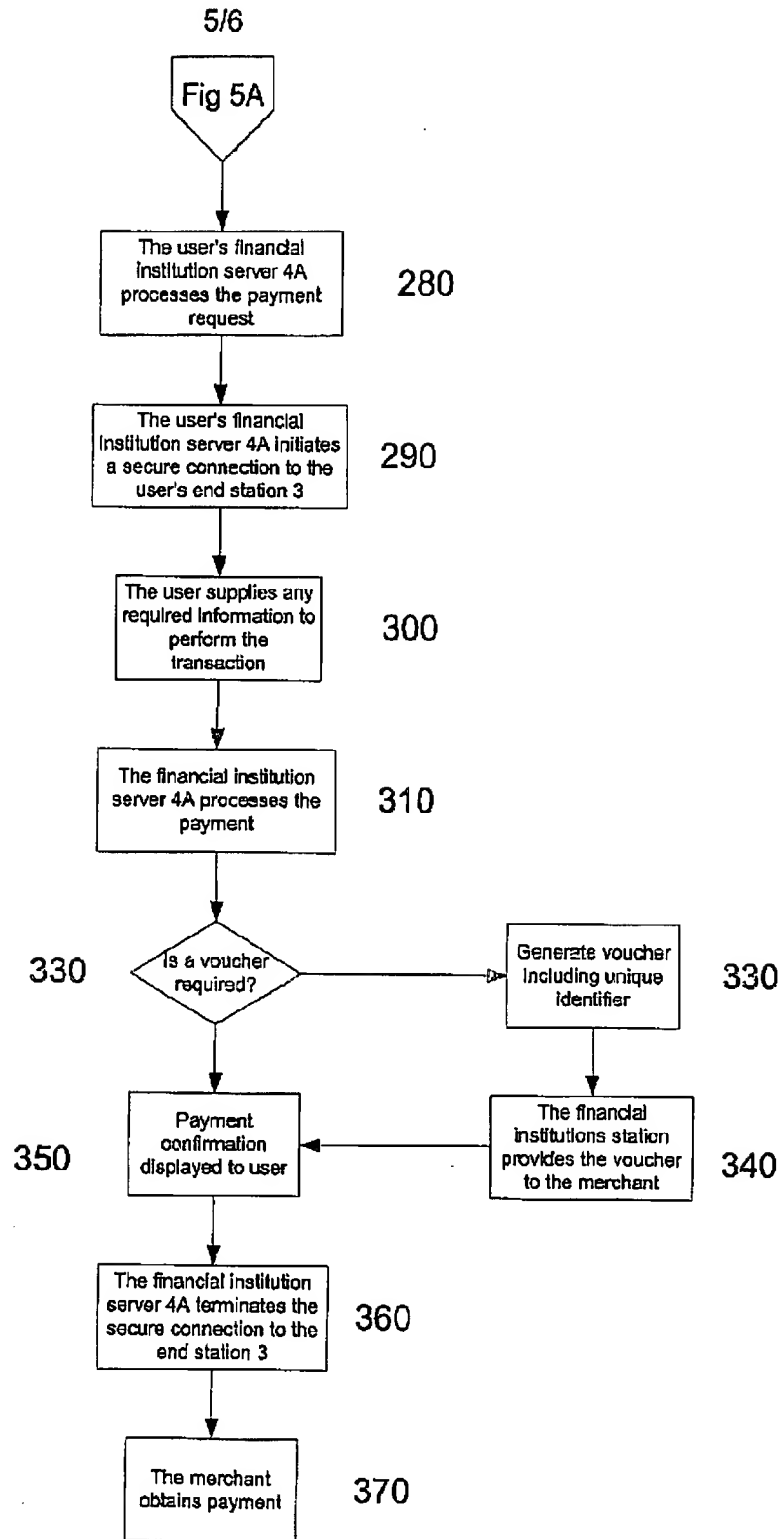 5/6
Fig 5A
The user's financial
institution server 4A
processes the payment
request
280
The user's financial
institution server 4A initiates
a secure connection to the
user's end station 3
290
The user supplies any
required information to
perform the
transaction
300
The financial institution
server 4A processes the
payment
310
330
Is a voucher
required?
Generate voucher
including unique
identifier
330
350
Payment
confirmation
displayed to user
The financial
institutions station
provides the voucher
to the merchant
340
The financial institution
server 4A terminates the
secure connection to the
end station 3
360
The merchant
obtains payment
370